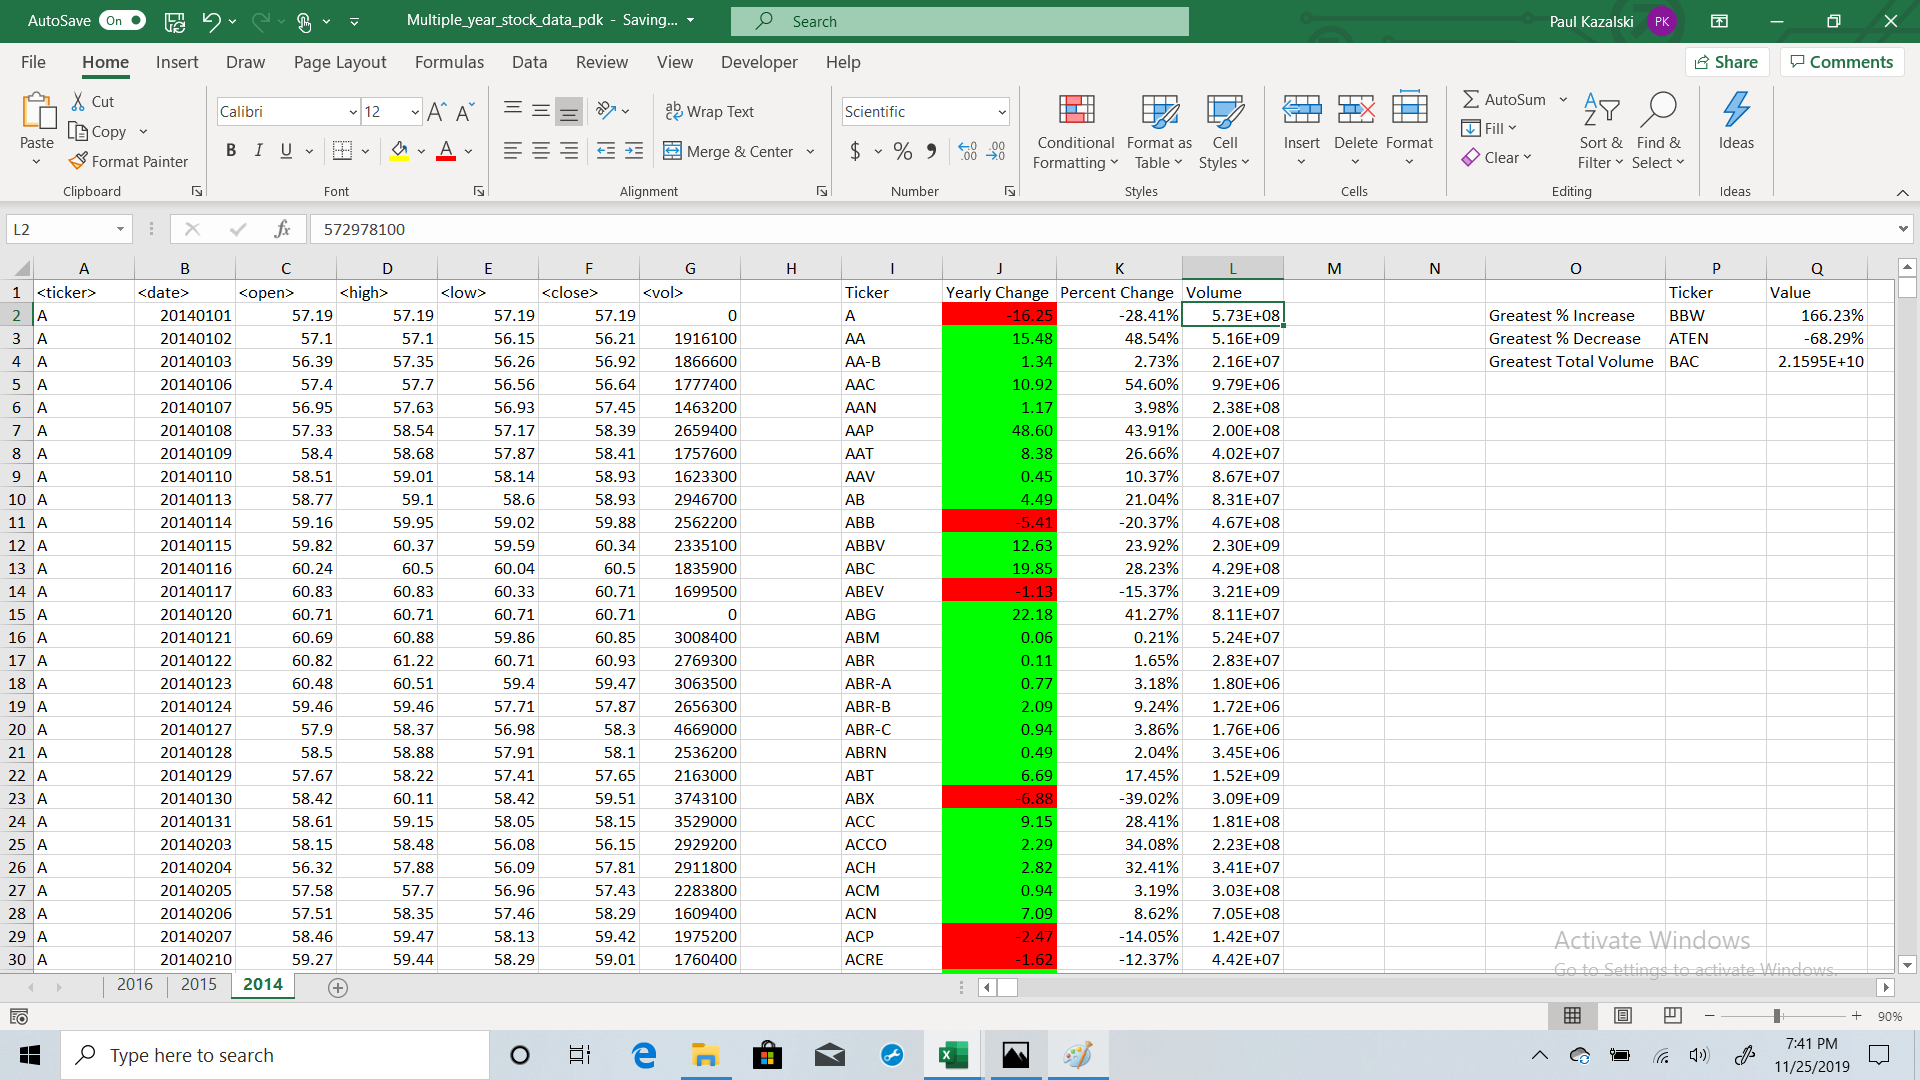 AutoSave On Multiple_year_stock_data_pdk - Saving... Search Paul Kazalski PK
File Home Insert Draw Page Layout Formulas Data Review View Developer Help Share Comments
Paste Cut Copy Format Painter Clipboard
Calibri 12 B I U A Font
Wrap Text Merge & Center Alignment
Scientific $ % Number
Conditional Formatting Format as Table Cell Styles Styles
Insert Delete Format Cells
AutoSum Fill Clear Sort & Filter Find & Select Editing
Ideas Ideas
L2 fx 572978100
A B C D E F G H I J K L M N O P Q
1 <ticker> <date> <open> <high> <low> <close> <vol> Ticker Yearly Change Percent Change Volume Ticker Value
2 A 20140101 57.19 57.19 57.19 57.19 0 A -16.25 -28.41% 5.73E+08 Greatest % Increase BBW 166.23%
3 A 20140102 57.1 57.1 56.15 56.21 1916100 AA 15.48 48.54% 5.16E+09 Greatest % Decrease ATEN -68.29%
4 A 20140103 56.39 57.35 56.26 56.92 1866600 AA-B 1.34 2.73% 2.16E+07 Greatest Total Volume BAC 2.1595E+10
5 A 20140106 57.4 57.7 56.56 56.64 1777400 AAC 10.92 54.60% 9.79E+06
6 A 20140107 56.95 57.63 56.93 57.45 1463200 AAN 1.17 3.98% 2.38E+08
7 A 20140108 57.33 58.54 57.17 58.39 2659400 AAP 48.60 43.91% 2.00E+08
8 A 20140109 58.4 58.68 57.87 58.41 1757600 AAT 8.38 26.66% 4.02E+07
9 A 20140110 58.51 59.01 58.14 58.93 1623300 AAV 0.45 10.37% 8.67E+07
10 A 20140113 58.77 59.1 58.6 58.93 2946700 AB 4.49 21.04% 8.31E+07
11 A 20140114 59.16 59.95 59.02 59.88 2562200 ABB -5.41 -20.37% 4.67E+08
12 A 20140115 59.82 60.37 59.59 60.34 2335100 ABBV 12.63 23.92% 2.30E+09
13 A 20140116 60.24 60.5 60.04 60.5 1835900 ABC 19.85 28.23% 4.29E+08
14 A 20140117 60.83 60.83 60.33 60.71 1699500 ABEV -1.13 -15.37% 3.21E+09
15 A 20140120 60.71 60.71 60.71 60.71 0 ABG 22.18 41.27% 8.11E+07
16 A 20140121 60.69 60.88 59.86 60.85 3008400 ABM 0.06 0.21% 5.24E+07
17 A 20140122 60.82 61.22 60.71 60.93 2769300 ABR 0.11 1.65% 2.83E+07
18 A 20140123 60.48 60.51 59.4 59.47 3063500 ABR-A 0.77 3.18% 1.80E+06
19 A 20140124 59.46 59.46 57.71 57.87 2656300 ABR-B 2.09 9.24% 1.72E+06
20 A 20140127 57.9 58.37 56.98 58.3 4669000 ABR-C 0.94 3.86% 1.76E+06
21 A 20140128 58.5 58.88 57.91 58.1 2536200 ABRN 0.49 2.04% 3.45E+06
22 A 20140129 57.67 58.22 57.41 57.65 2163000 ABT 6.69 17.45% 1.52E+09
23 A 20140130 58.42 60.11 58.42 59.51 3743100 ABX -6.88 -39.02% 3.09E+09
24 A 20140131 58.61 59.15 58.05 58.15 3529000 ACC 9.15 28.41% 1.81E+08
25 A 20140203 58.15 58.48 56.08 56.15 2929200 ACCO 2.29 34.08% 2.23E+08
26 A 20140204 56.32 57.88 56.09 57.81 2911800 ACH 2.82 32.41% 3.41E+07
27 A 20140205 57.58 57.7 56.96 57.43 2283800 ACM 0.94 3.19% 3.03E+08
28 A 20140206 57.51 58.35 57.46 58.29 1609400 ACN 7.09 8.62% 7.05E+08
29 A 20140207 58.46 59.47 58.13 59.42 1975200 ACP -2.47 -14.05% 1.42E+07
30 A 20140210 59.27 59.44 58.29 59.01 1760400 ACRE -1.62 -12.37% 4.42E+07
Activate Windows
Go to Settings to activate Windows.
2016 2015 2014
90%
Type here to search
7:41 PM
11/25/2019